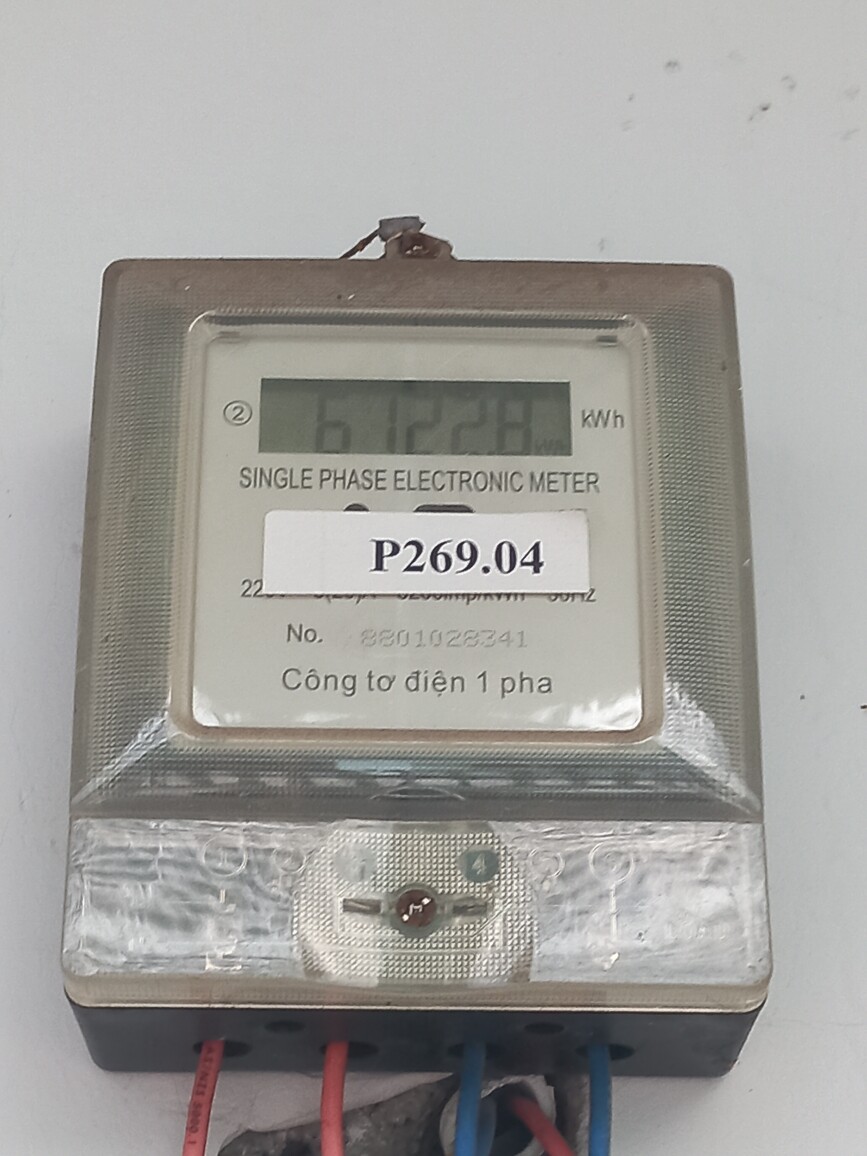 ② 6122.8 kWh
SINGLE PHASE ELECTRONIC METER
P269.04
No. 8801028341
Công tơ điện 1 pha